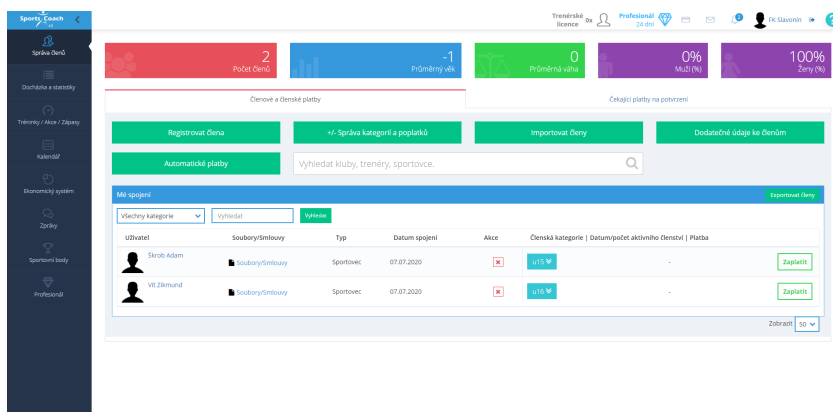 Sports Coach
Trenérské licence 0x
Profesionál 24 dní
2
FK Slavonín
Správa členů
Docházka a statistiky
Tréninky / Akce / Zápasy
Kalendář
Ekonomický systém
Zprávy
Sportovní body
Profesionál
2
Počet členů
-1
Průměrný věk
0
Průměrná váha
0%
Muži (%)
100%
Ženy (%)
Členové a členské platby
Čekající platby na potvrzení
Registrovat člena
+/- Správa kategorií a poplatků
Importovat členy
Dodatečné údaje ke členům
Automatické platby
Vyhledat kluby, trenéry, sportovce.
Mé spojení
Exportovat členy
Všechny kategorie
Vyhledat
Vyhledat
Uživatel Soubory/Smlouvy Typ Datum spojení Akce Členská kategorie | Datum/počet aktivního členství | Platba
Škrob Adam Soubory/Smlouvy Sportovec 07.07.2020 u15 - Zaplatit
Vít Zikmund Soubory/Smlouvy Sportovec 07.07.2020 u16 - Zaplatit
Zobrazit 50